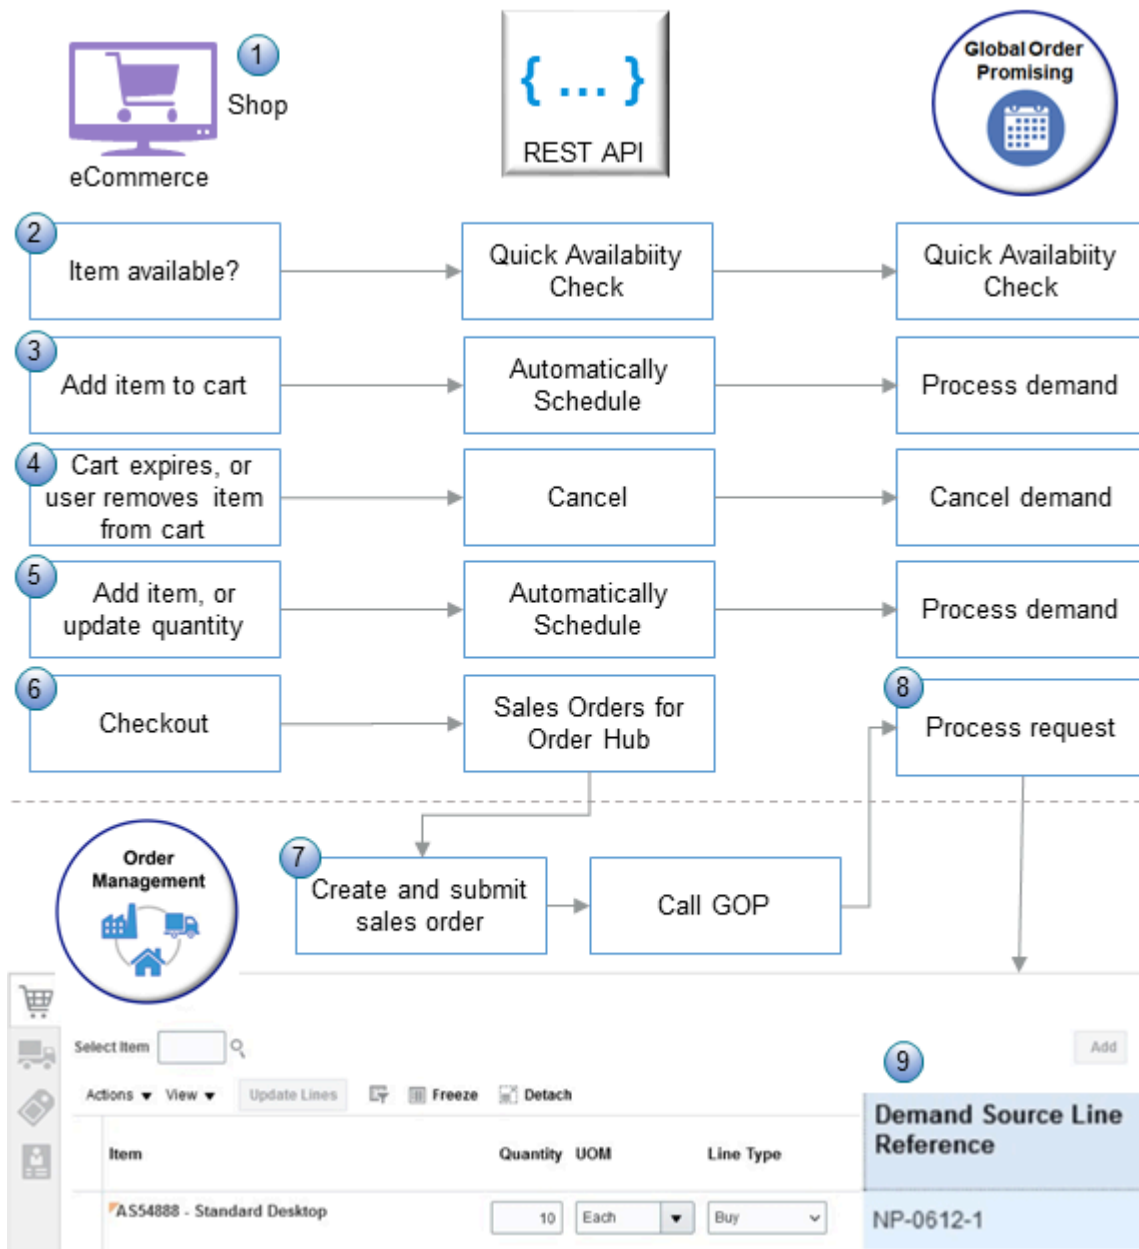 1
Shop
eCommerce
{ ... }
REST API
Global Order
Promising
2
Item available?
Quick Availabiity
Check
Quick Availabiity
Check
3
Add item to cart
Automatically
Schedule
Process demand
4
Cart expires, or
user removes item
from cart
Cancel
Cancel demand
5
Add item, or
update quantity
Automatically
Schedule
Process demand
6
Checkout
Sales Orders for
Order Hub
8
Process request
Order
Management
7
Create and submit
sales order
Call GOP
Select Item
Add
9
Actions View Update Lines Freeze Detach
Demand Source Line
Reference
Item Quantity UOM Line Type
AS54888 - Standard Desktop 10 Each Buy NP-0612-1